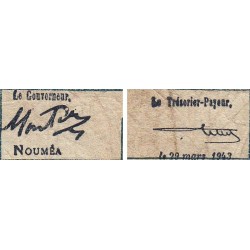 Le Gouverneur.
NOUMÉA
Le Trésorier-Payeur.
le 29 mars 1943